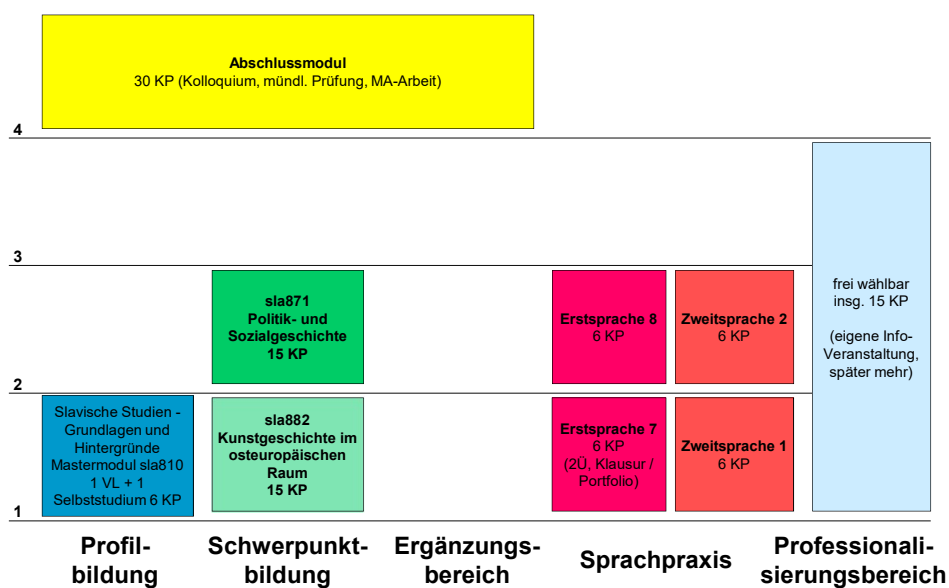 Abschlussmodul
30 KP (Kolloquium, mündl. Prüfung, MA-Arbeit)
4
3
sla871
Politik- und
Sozialgeschichte
15 KP
Erstsprache 8
6 KP
Zweitsprache 2
6 KP
frei wählbar
insg. 15 KP
(eigene Info-
Veranstaltung,
später mehr)
2
Slavische Studien -
Grundlagen und
Hintergründe
Mastermodul sla810
1 VL + 1
Selbststudium 6 KP
sla882
Kunstgeschichte im
osteuropäischen
Raum
15 KP
Erstsprache 7
6 KP
(2Ü, Klausur /
Portfolio)
Zweitsprache 1
6 KP
1
Profil-
bildung
Schwerpunkt-
bildung
Ergänzungs-
bereich
Sprachpraxis
Professionali-
sierungsbereich